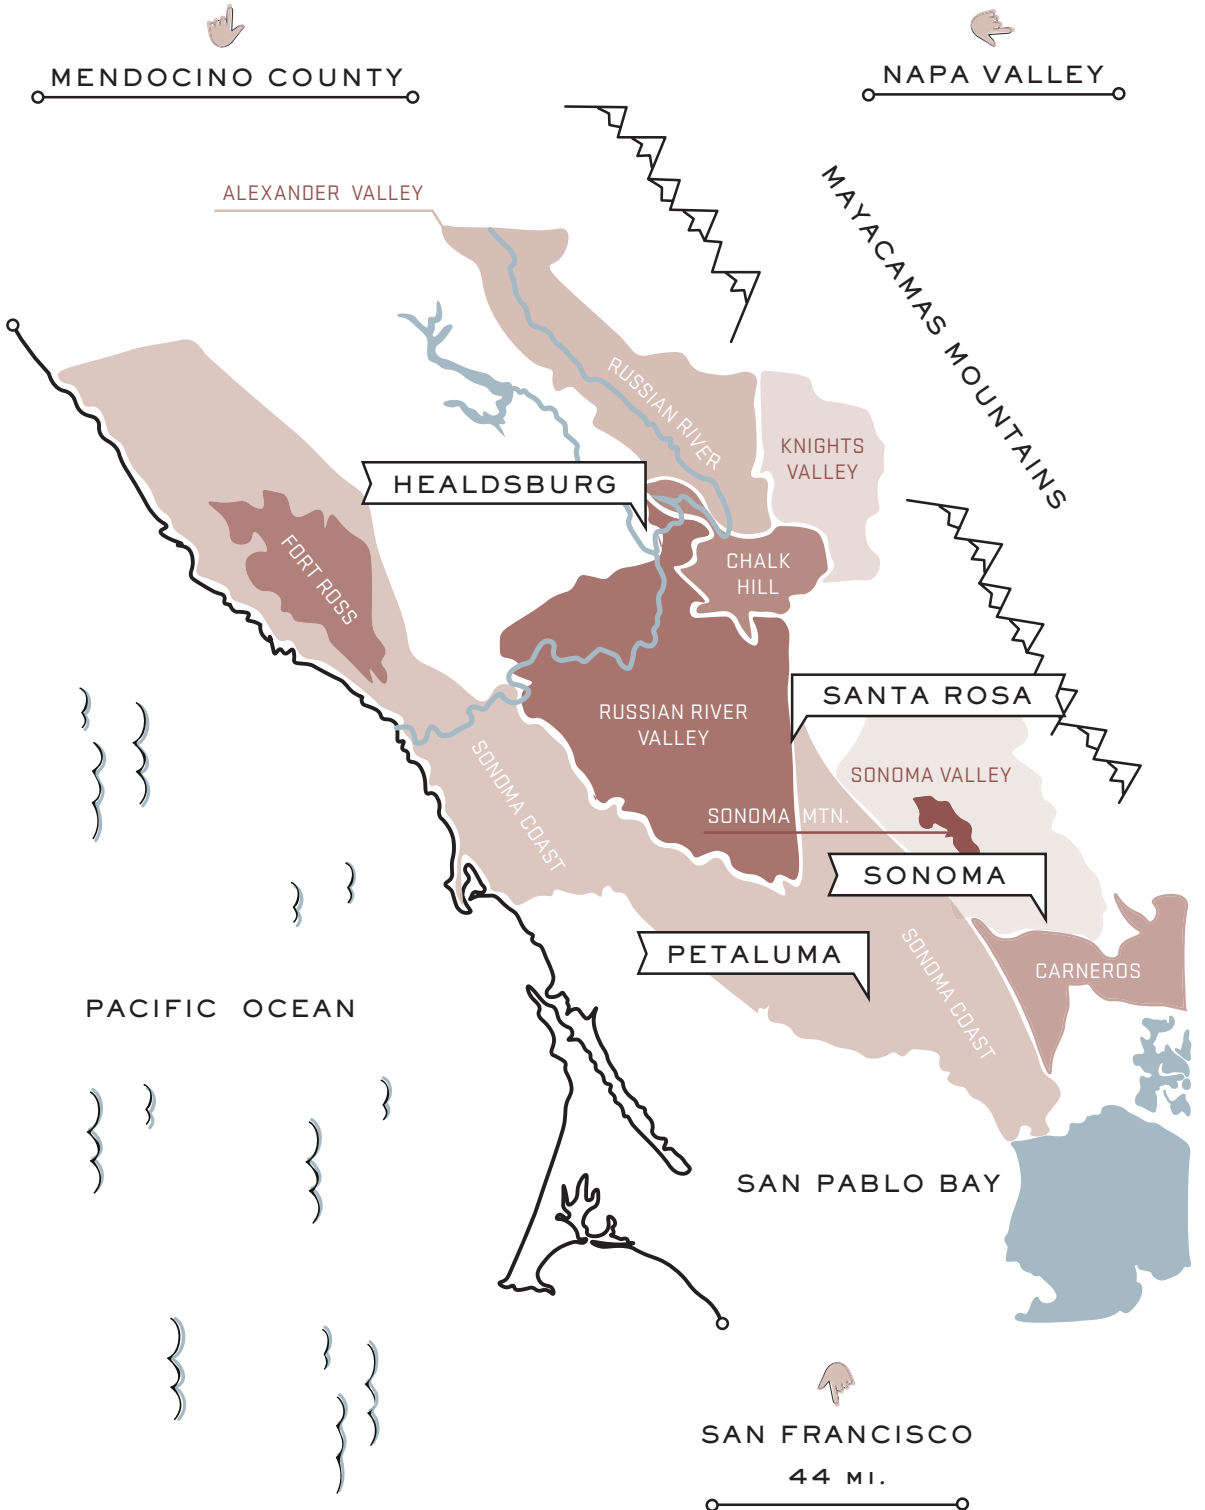 MENDOCINO COUNTY
NAPA VALLEY
MAYACAMAS MOUNTAINS
ALEXANDER VALLEY
RUSSIAN RIVER
KNIGHTS
VALLEY
HEALDSBURG
FORT ROSS
CHALK
HILL
SANTA ROSA
RUSSIAN RIVER
VALLEY
SONOMA COAST
SONOMA VALLEY
SONOMA MTN.
SONOMA
PETALUMA
SONOMA COAST
CARNEROS
PACIFIC OCEAN
SAN PABLO BAY
SAN FRANCISCO
44 MI.